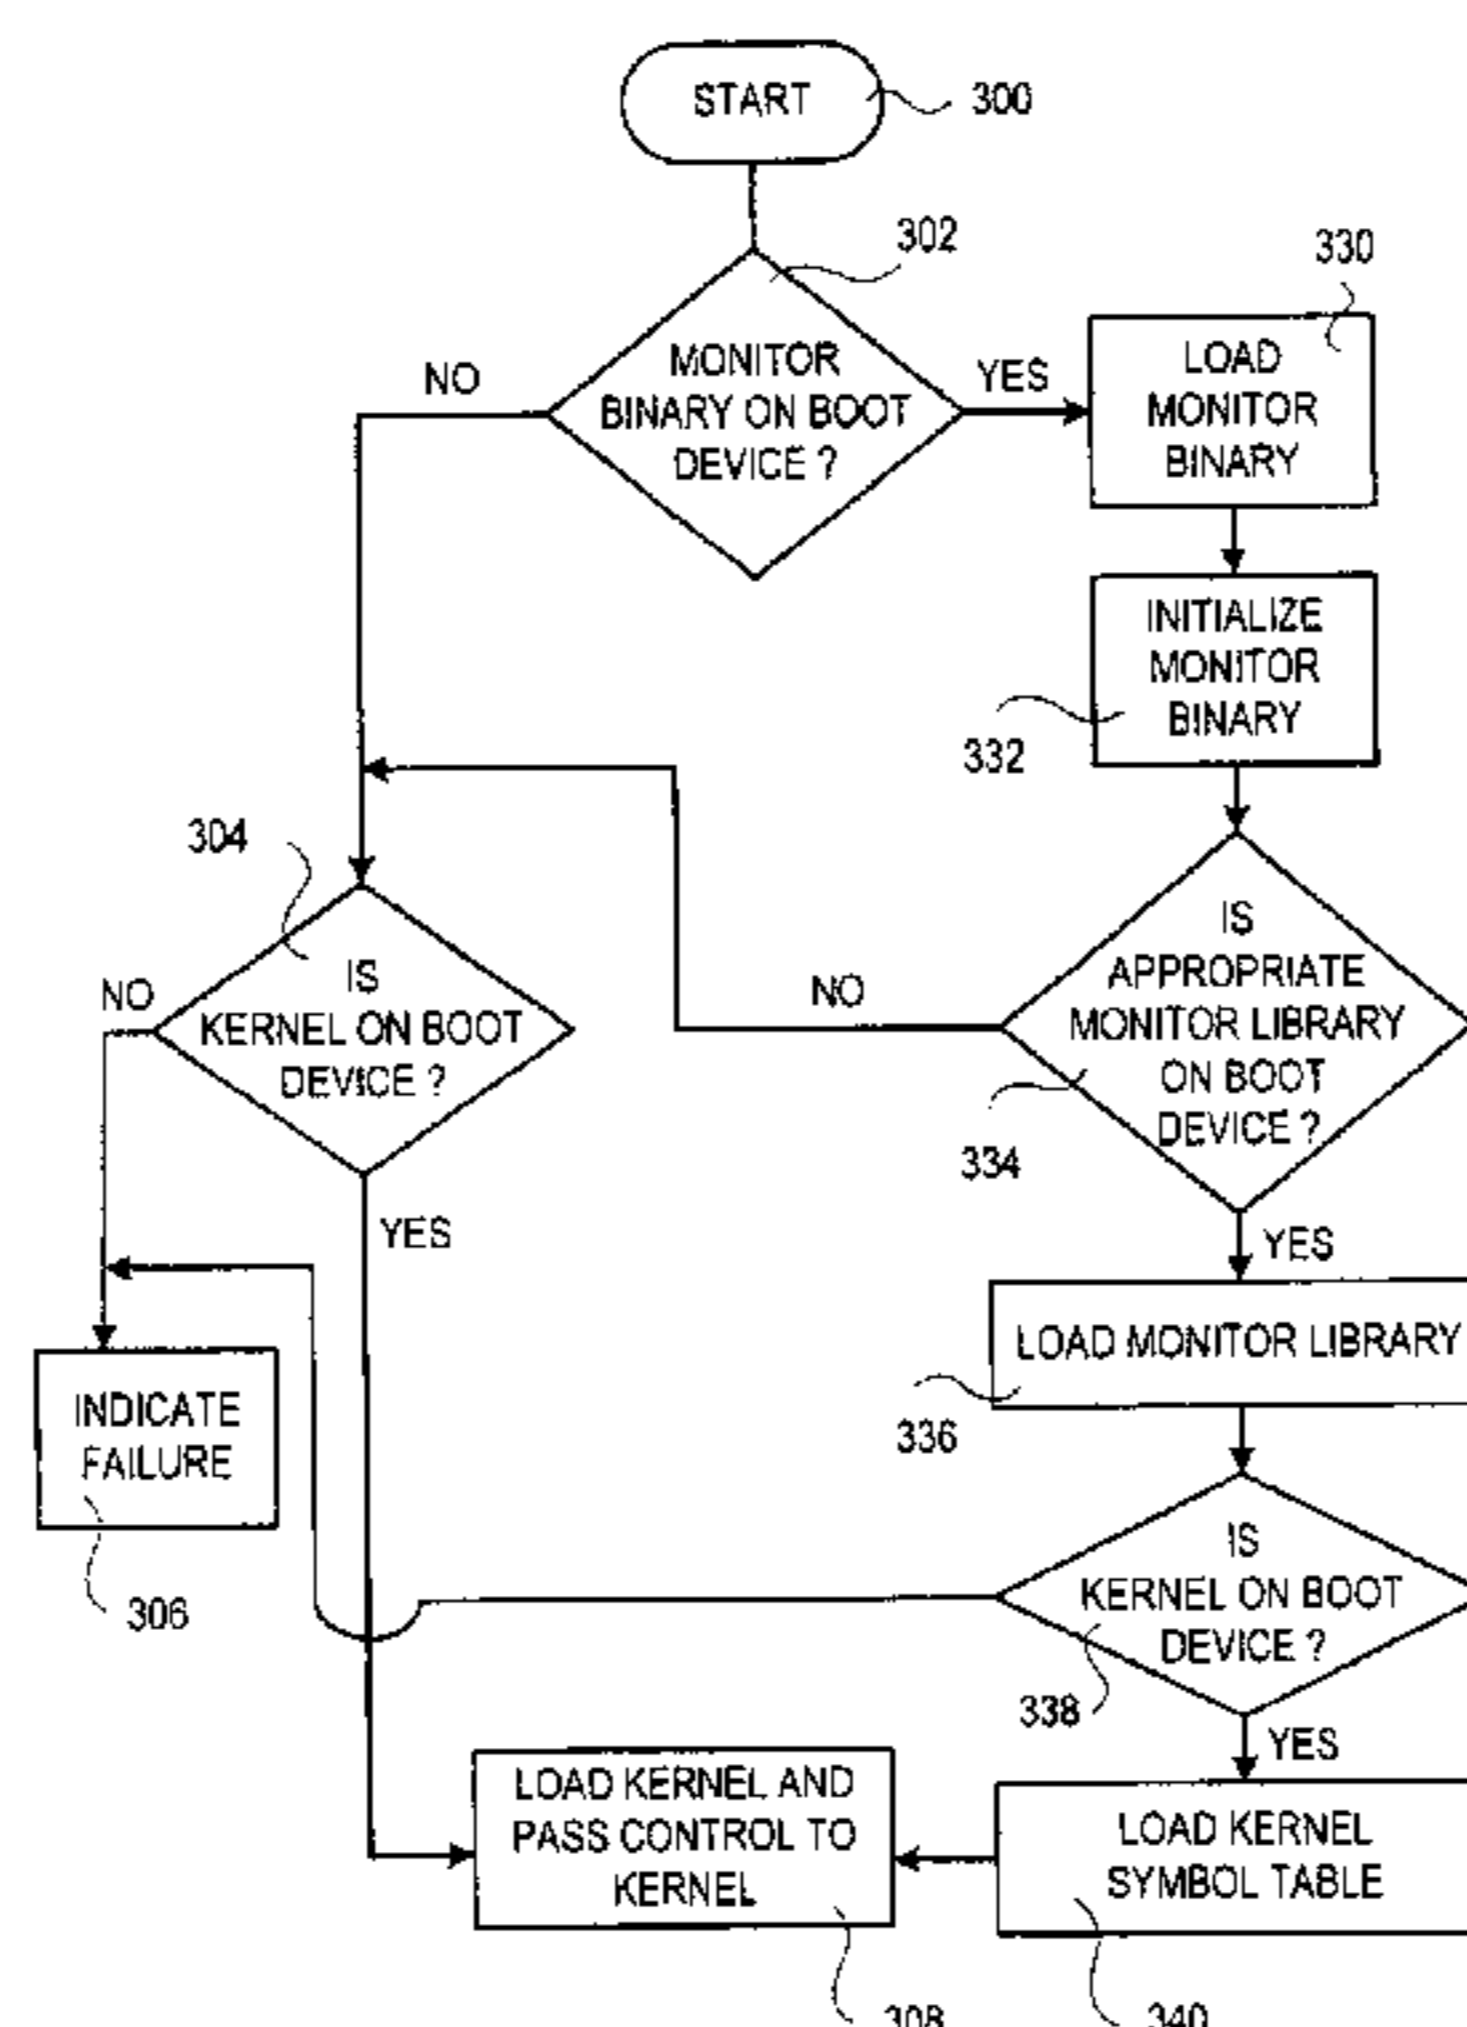 START
300
302
330
MONITOR
BINARY ON BOOT
DEVICE ?
NO
YES
LOAD
MONITOR
BINARY
INITIALIZE
MONITOR
BINARY
332
304
IS
KERNEL ON BOOT
DEVICE ?
NO
YES
IS
APPROPRIATE
MONITOR LIBRARY
ON BOOT
DEVICE ?
NO
334
YES
INDICATE
FAILURE
306
LOAD MONITOR LIBRARY
336
IS
KERNEL ON BOOT
DEVICE ?
338
YES
LOAD KERNEL AND
PASS CONTROL TO
KERNEL
LOAD KERNEL
SYMBOL TABLE
308
340